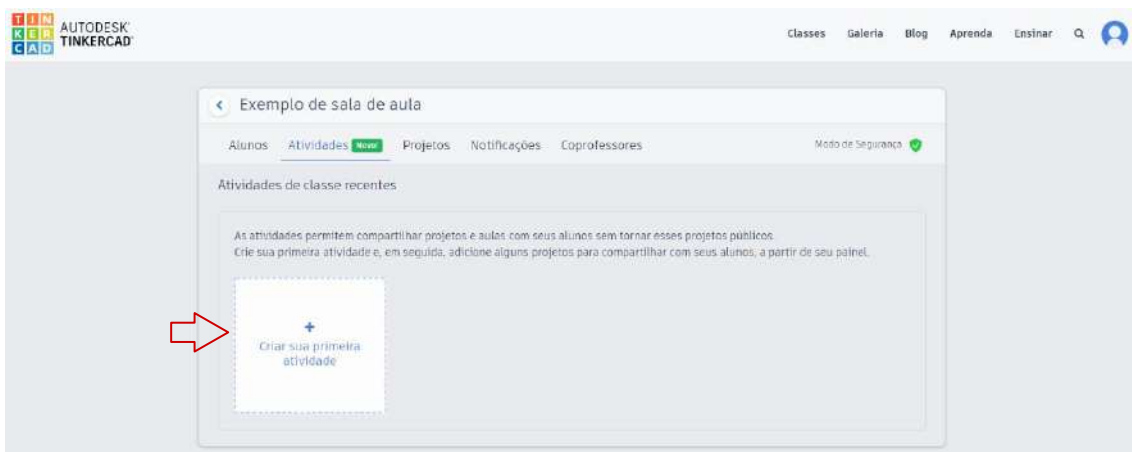 TIN
KER
CAD
AUTODESK
TINKERCAD
Classes Galeria Blog Aprenda Ensinar
Exemplo de sala de aula
Alunos Atividades Novo! Projetos Notificações Coprofessores Modo de Segurança
Atividades de classe recentes
As atividades permitem compartilhar projetos e aulas com seus alunos sem tornar esses projetos públicos.
Crie sua primeira atividade e, em seguida, adicione alguns projetos para compartilhar com seus alunos, a partir de seu painel.
+
Criar sua primeira
atividade